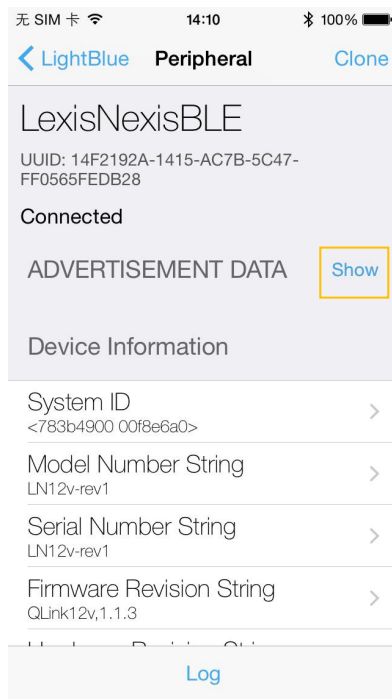 无 SIM 卡 14:10 100%
LightBlue Peripheral Clone
LexisNexisBLE
UUID: 14F2192A-1415-AC7B-5C47-
FF0565FEDB28
Connected
ADVERTISEMENT DATA Show
Device Information
System ID
<783b4900 00f8e6a0>
Model Number String
LN12v-rev1
Serial Number String
LN12v-rev1
Firmware Revision String
QLink12v,1.1.3
Log